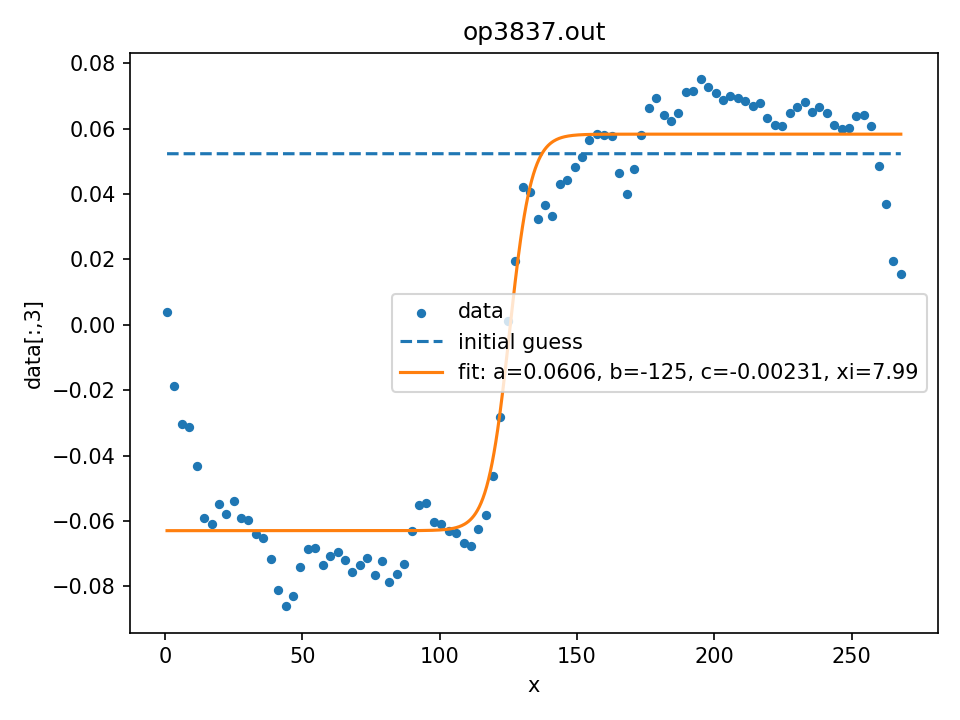 op3837.out
0.08
0.06
0.04
0.02
0.00
−0.02
−0.04
−0.06
−0.08
data[:,3]
data
initial guess
fit: a=0.0606, b=-125, c=-0.00231, xi=7.99
0 50 100 150 200 250
x